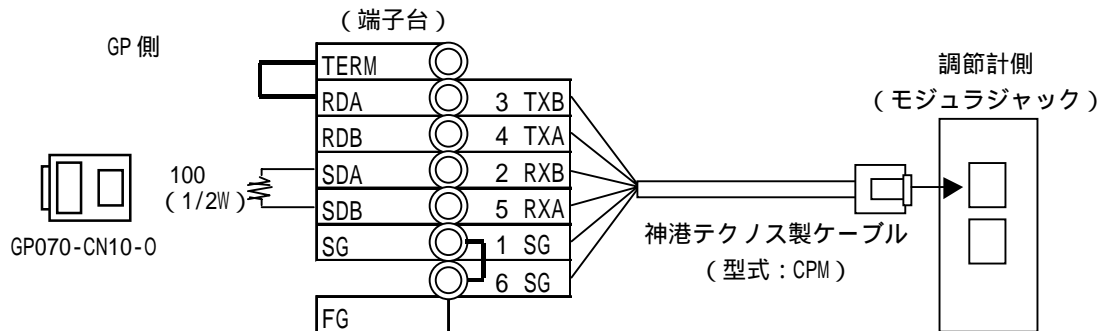 （端子台）
GP側
調節計側
（モジュラジャック）
TERM
RDA 3 TXB
RDB 4 TXA
100
（1/2W）
SDA 2 RXB
SDB 5 RXA
SG 1 SG
6 SG
FG
GP070-CN10-O
神港テクノス製ケーブル
（型式：CPM）